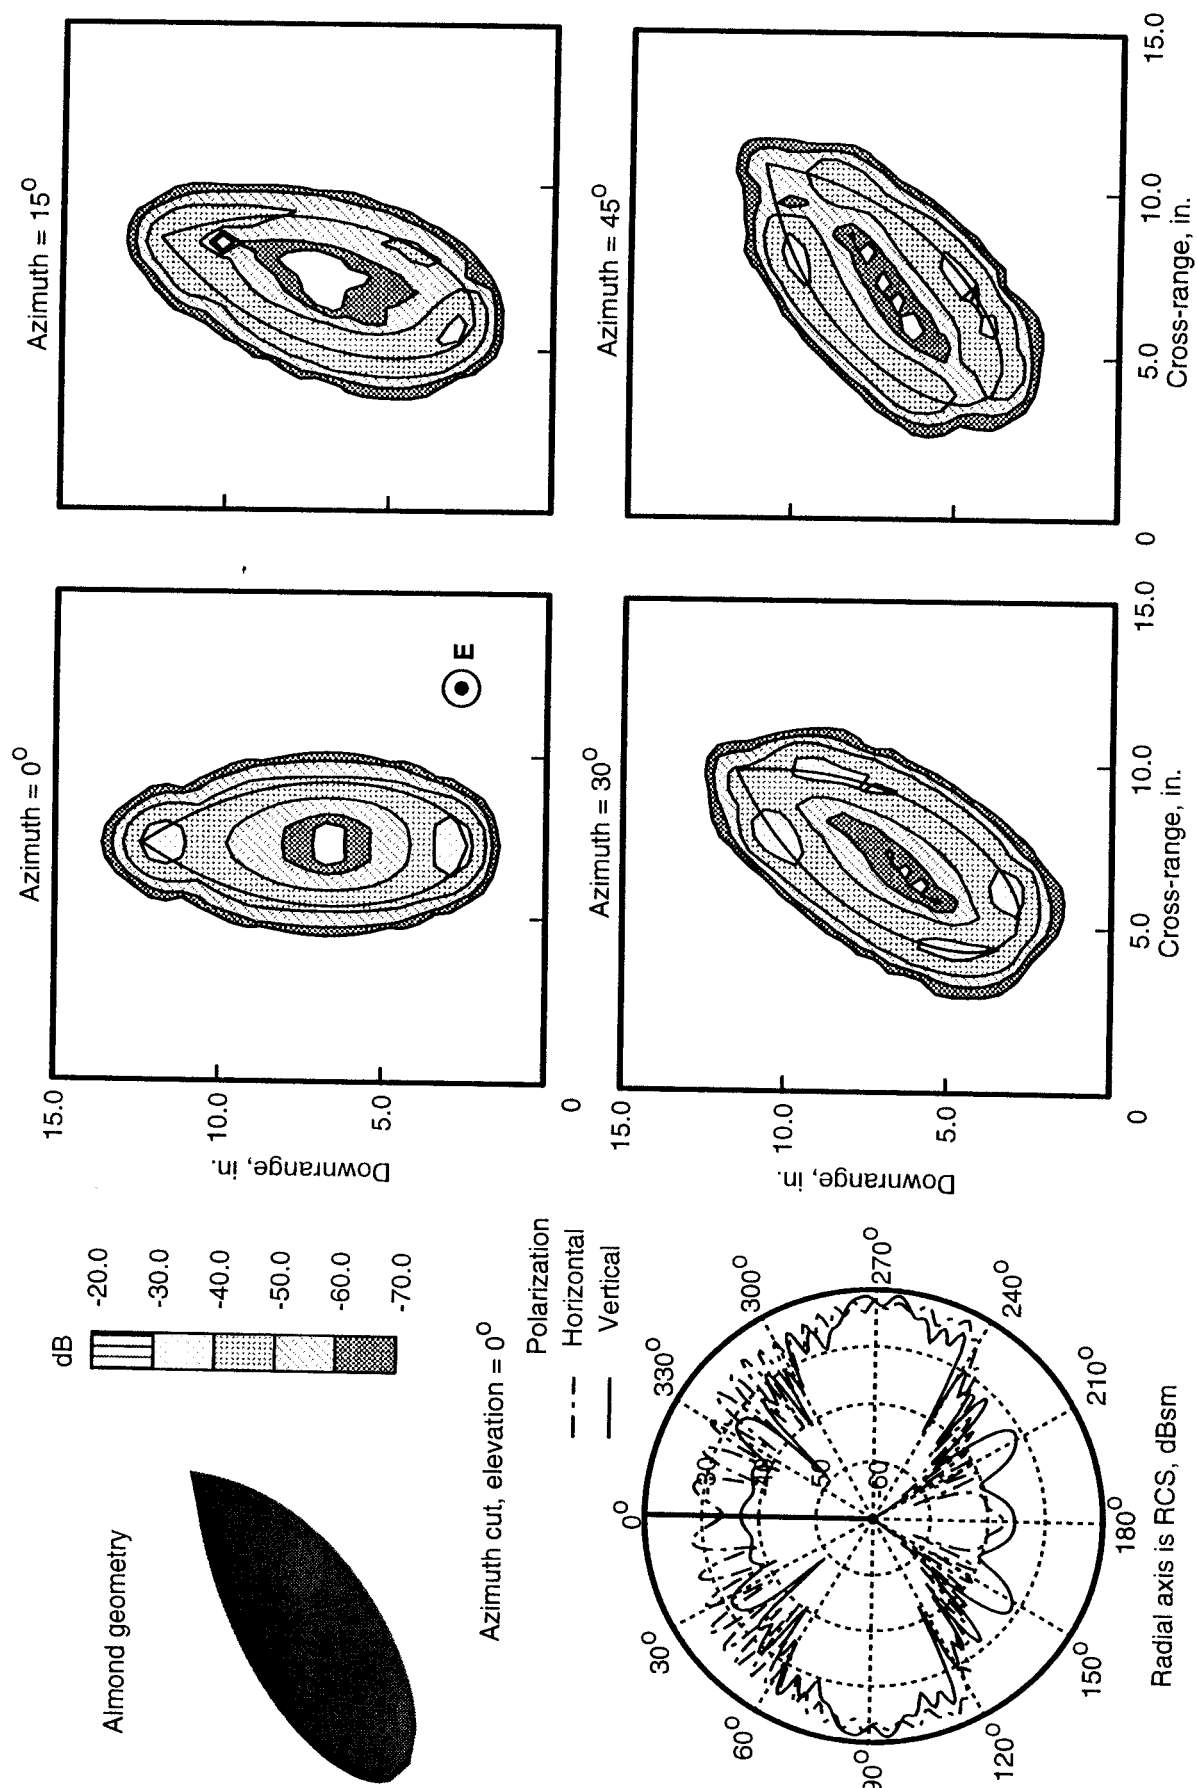 Almond geometry
dB
-20.0
-30.0
-40.0
-50.0
-60.0
-70.0
Azimuth cut, elevation = 0°
Polarization
Horizontal
Vertical
0°
30°
60°
90°
120°
150°
180°
210°
240°
270°
300°
330°
30
40
50
60
Radial axis is RCS, dBsm
Azimuth = 0°
15.0
10.0
5.0
0
Downrange, in.
E
Azimuth = 15°
Azimuth = 30°
15.0
10.0
5.0
0
Downrange, in.
5.0
10.0
15.0
Cross-range, in.
Azimuth = 45°
0
5.0
10.0
15.0
Cross-range, in.